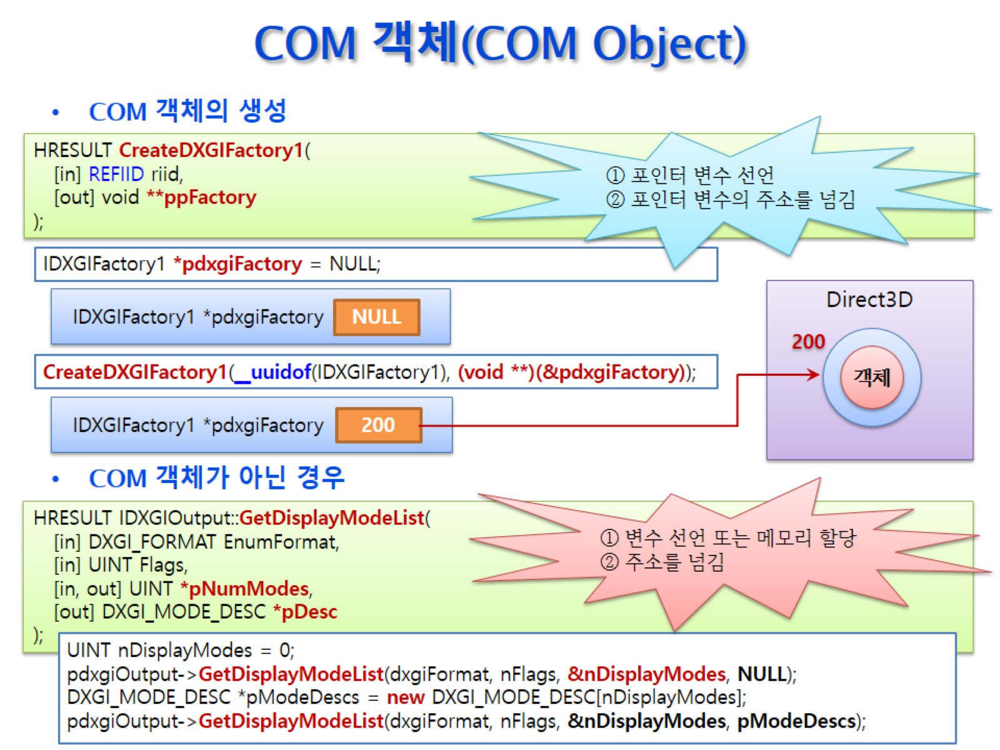 COM 객체(COM Object)
• COM 객체의 생성
HRESULT CreateDXGIFactory1(
[in] REFIID riid,
[out] void **ppFactory
);
① 포인터 변수 선언
② 포인터 변수의 주소를 넘김
IDXGIFactory1 *pdxgiFactory = NULL;
IDXGIFactory1 *pdxgiFactory NULL
CreateDXGIFactory1(__uuidof(IDXGIFactory1), (void **)(&pdxgiFactory));
IDXGIFactory1 *pdxgiFactory 200
Direct3D
200
객체
• COM 객체가 아닌 경우
HRESULT IDXGIOutput::GetDisplayModeList(
[in] DXGI_FORMAT EnumFormat,
[in] UINT Flags,
[in, out] UINT *pNumModes,
[out] DXGI_MODE_DESC *pDesc
);
① 변수 선언 또는 메모리 할당
② 주소를 넘김
UINT nDisplayModes = 0;
pdxgiOutput->GetDisplayModeList(dxgiFormat, nFlags, &nDisplayModes, NULL);
DXGI_MODE_DESC *pModeDescs = new DXGI_MODE_DESC[nDisplayModes];
pdxgiOutput->GetDisplayModeList(dxgiFormat, nFlags, &nDisplayModes, pModeDescs);